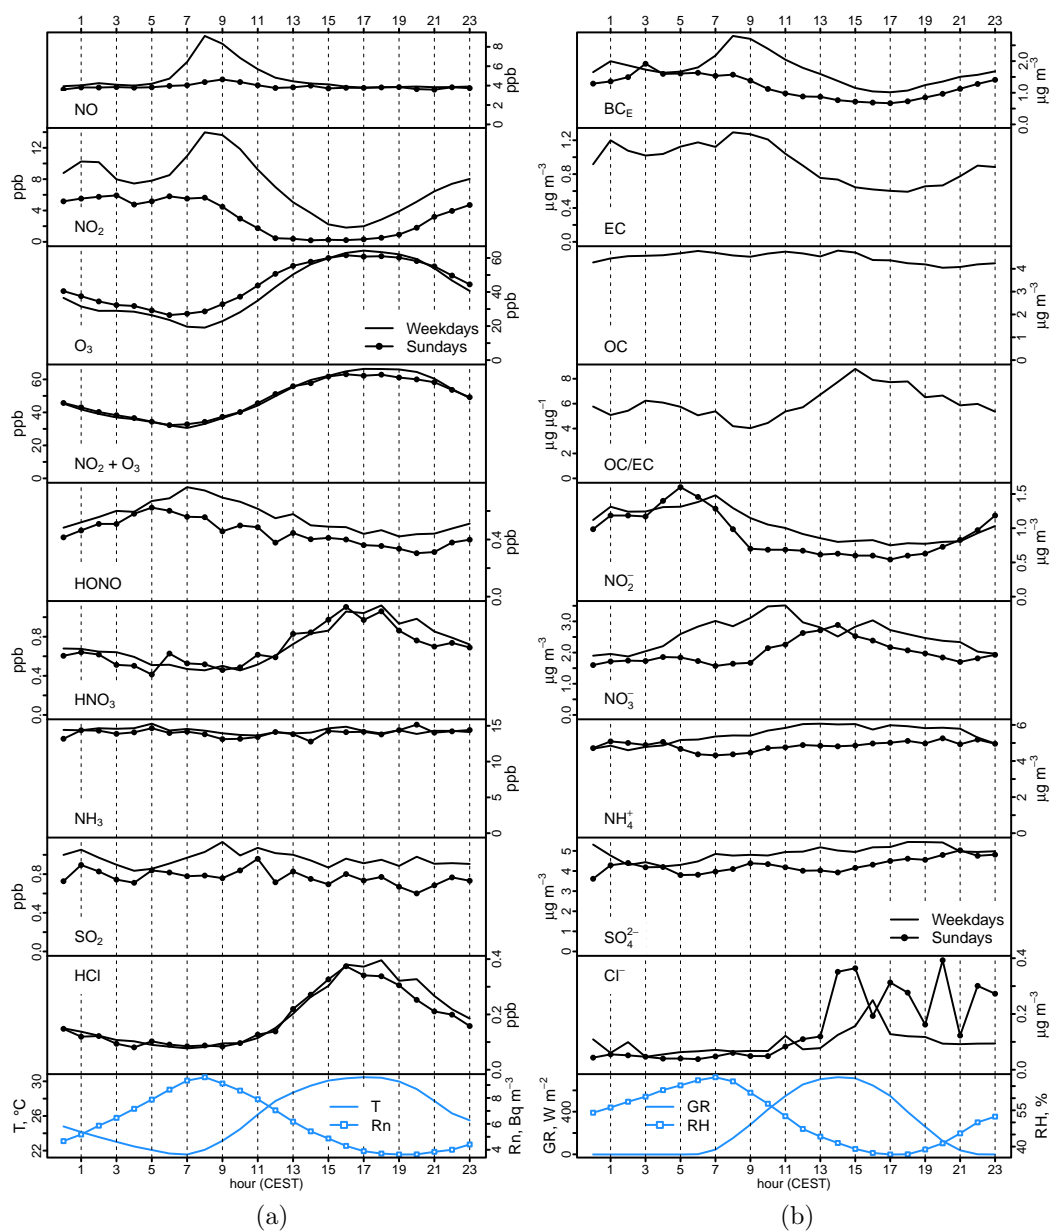 1 3 5 7 9 11 13 15 17 19 21 23
NO
0 2 4 6 8
ppb
NO₂
0 4 8 12
ppb
O₃
0 20 40 60
ppb
Weekdays
Sundays
NO₂ + O₃
0 20 40 60
ppb
HONO
0.0 0.4
ppb
HNO₃
0.0 0.4 0.8
ppb
NH₃
0 5 10 15
ppb
SO₂
0.0 0.4 0.8
ppb
HCl
0.0 0.2 0.4
ppb
T
Rn
22 24 26 30
T, °C
4 6 8
Rn, Bq m⁻³
1 3 5 7 9 11 13 15 17 19 21 23
hour (CEST)
(a)
1 3 5 7 9 11 13 15 17 19 21 23
BC_E
0.0 1.0 2.0
µg m⁻³
EC
0.0 0.4 0.8 1.2
µg m⁻³
OC
0 1 2 3 4
µg m⁻³
OC/EC
0 2 4 6 8
µg µg⁻¹
NO₂⁻
0.0 0.5 1.0 1.5
µg m⁻³
NO₃⁻
0.0 1.0 2.0 3.0
µg m⁻³
NH₄⁺
0 2 4 6
µg m⁻³
SO₄²⁻
0 1 2 3 4 5
µg m⁻³
Weekdays
Sundays
Cl⁻
0.0 0.2 0.4
µg m⁻³
GR
RH
0 400
GR, W m⁻²
40 55
RH, %
1 3 5 7 9 11 13 15 17 19 21 23
hour (CEST)
(b)